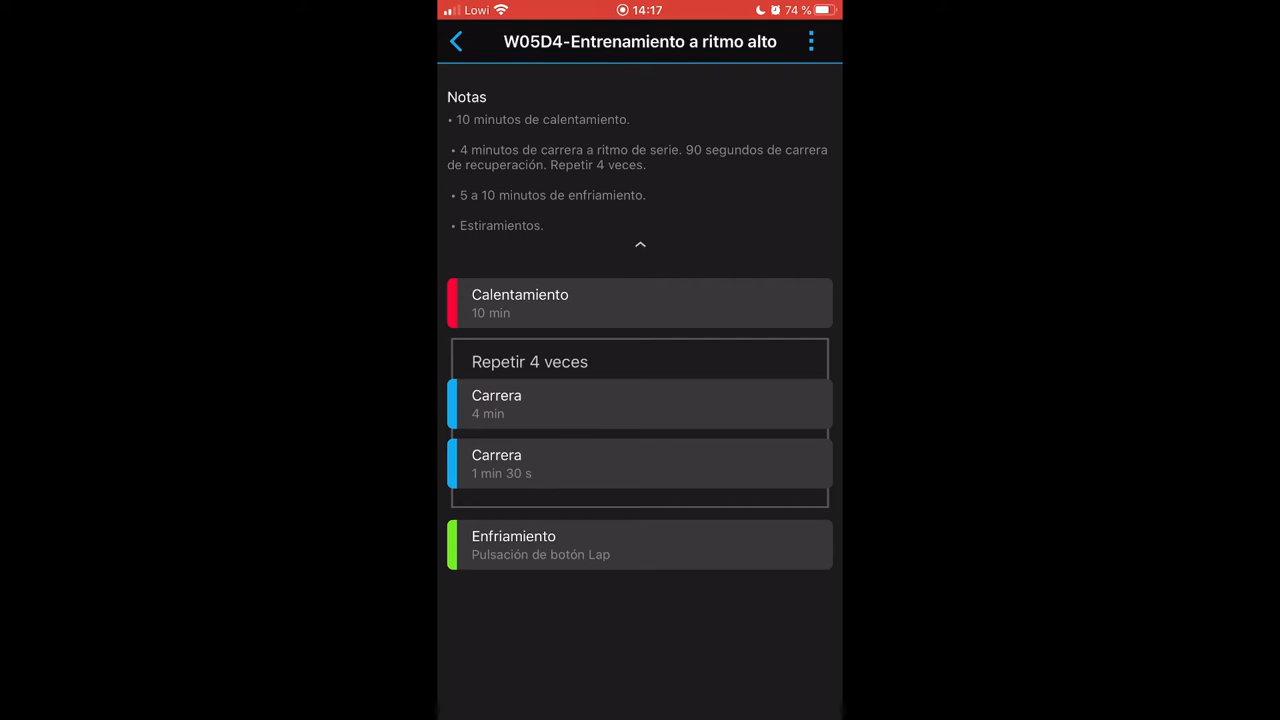 Lowi 14:17 74 %
W05D4-Entrenamiento a ritmo alto
Notas
• 10 minutos de calentamiento.
• 4 minutos de carrera a ritmo de serie. 90 segundos de carrera
de recuperación. Repetir 4 veces.
• 5 a 10 minutos de enfriamiento.
• Estiramientos.
Calentamiento
10 min
Repetir 4 veces
Carrera
4 min
Carrera
1 min 30 s
Enfriamiento
Pulsación de botón Lap